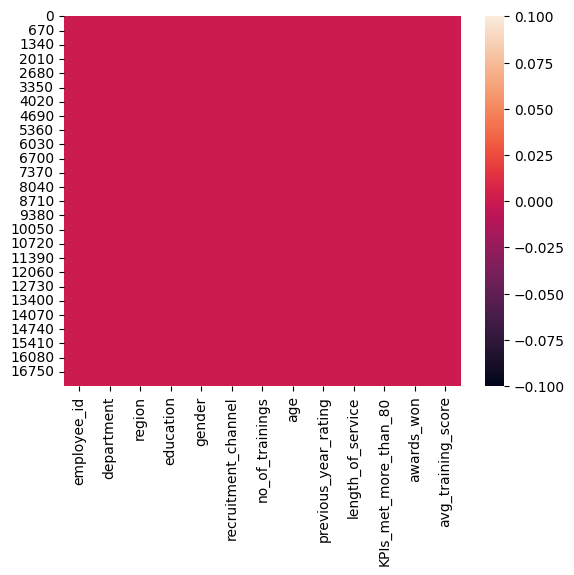 0
670
1340
2010
2680
3350
4020
4690
5360
6030
6700
7370
8040
8710
9380
10050
10720
11390
12060
12730
13400
14070
14740
15410
16080
16750
employee_id
department
region
education
gender
recruitment_channel
no_of_trainings
age
previous_year_rating
length_of_service
KPIs_met_more_than_80
awards_won
avg_training_score
0.100
0.075
0.050
0.025
0.000
−0.025
−0.050
−0.075
−0.100